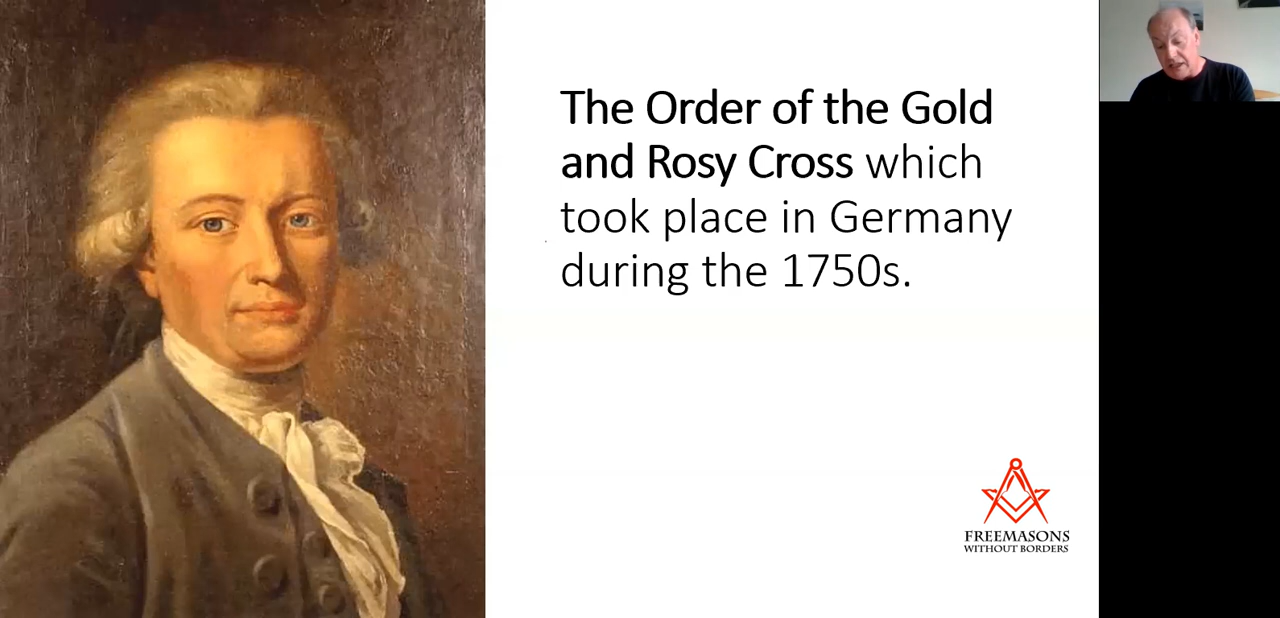 The Order of the Gold
and Rosy Cross which
took place in Germany
during the 1750s.
FREEMASONS
WITHOUT BORDERS